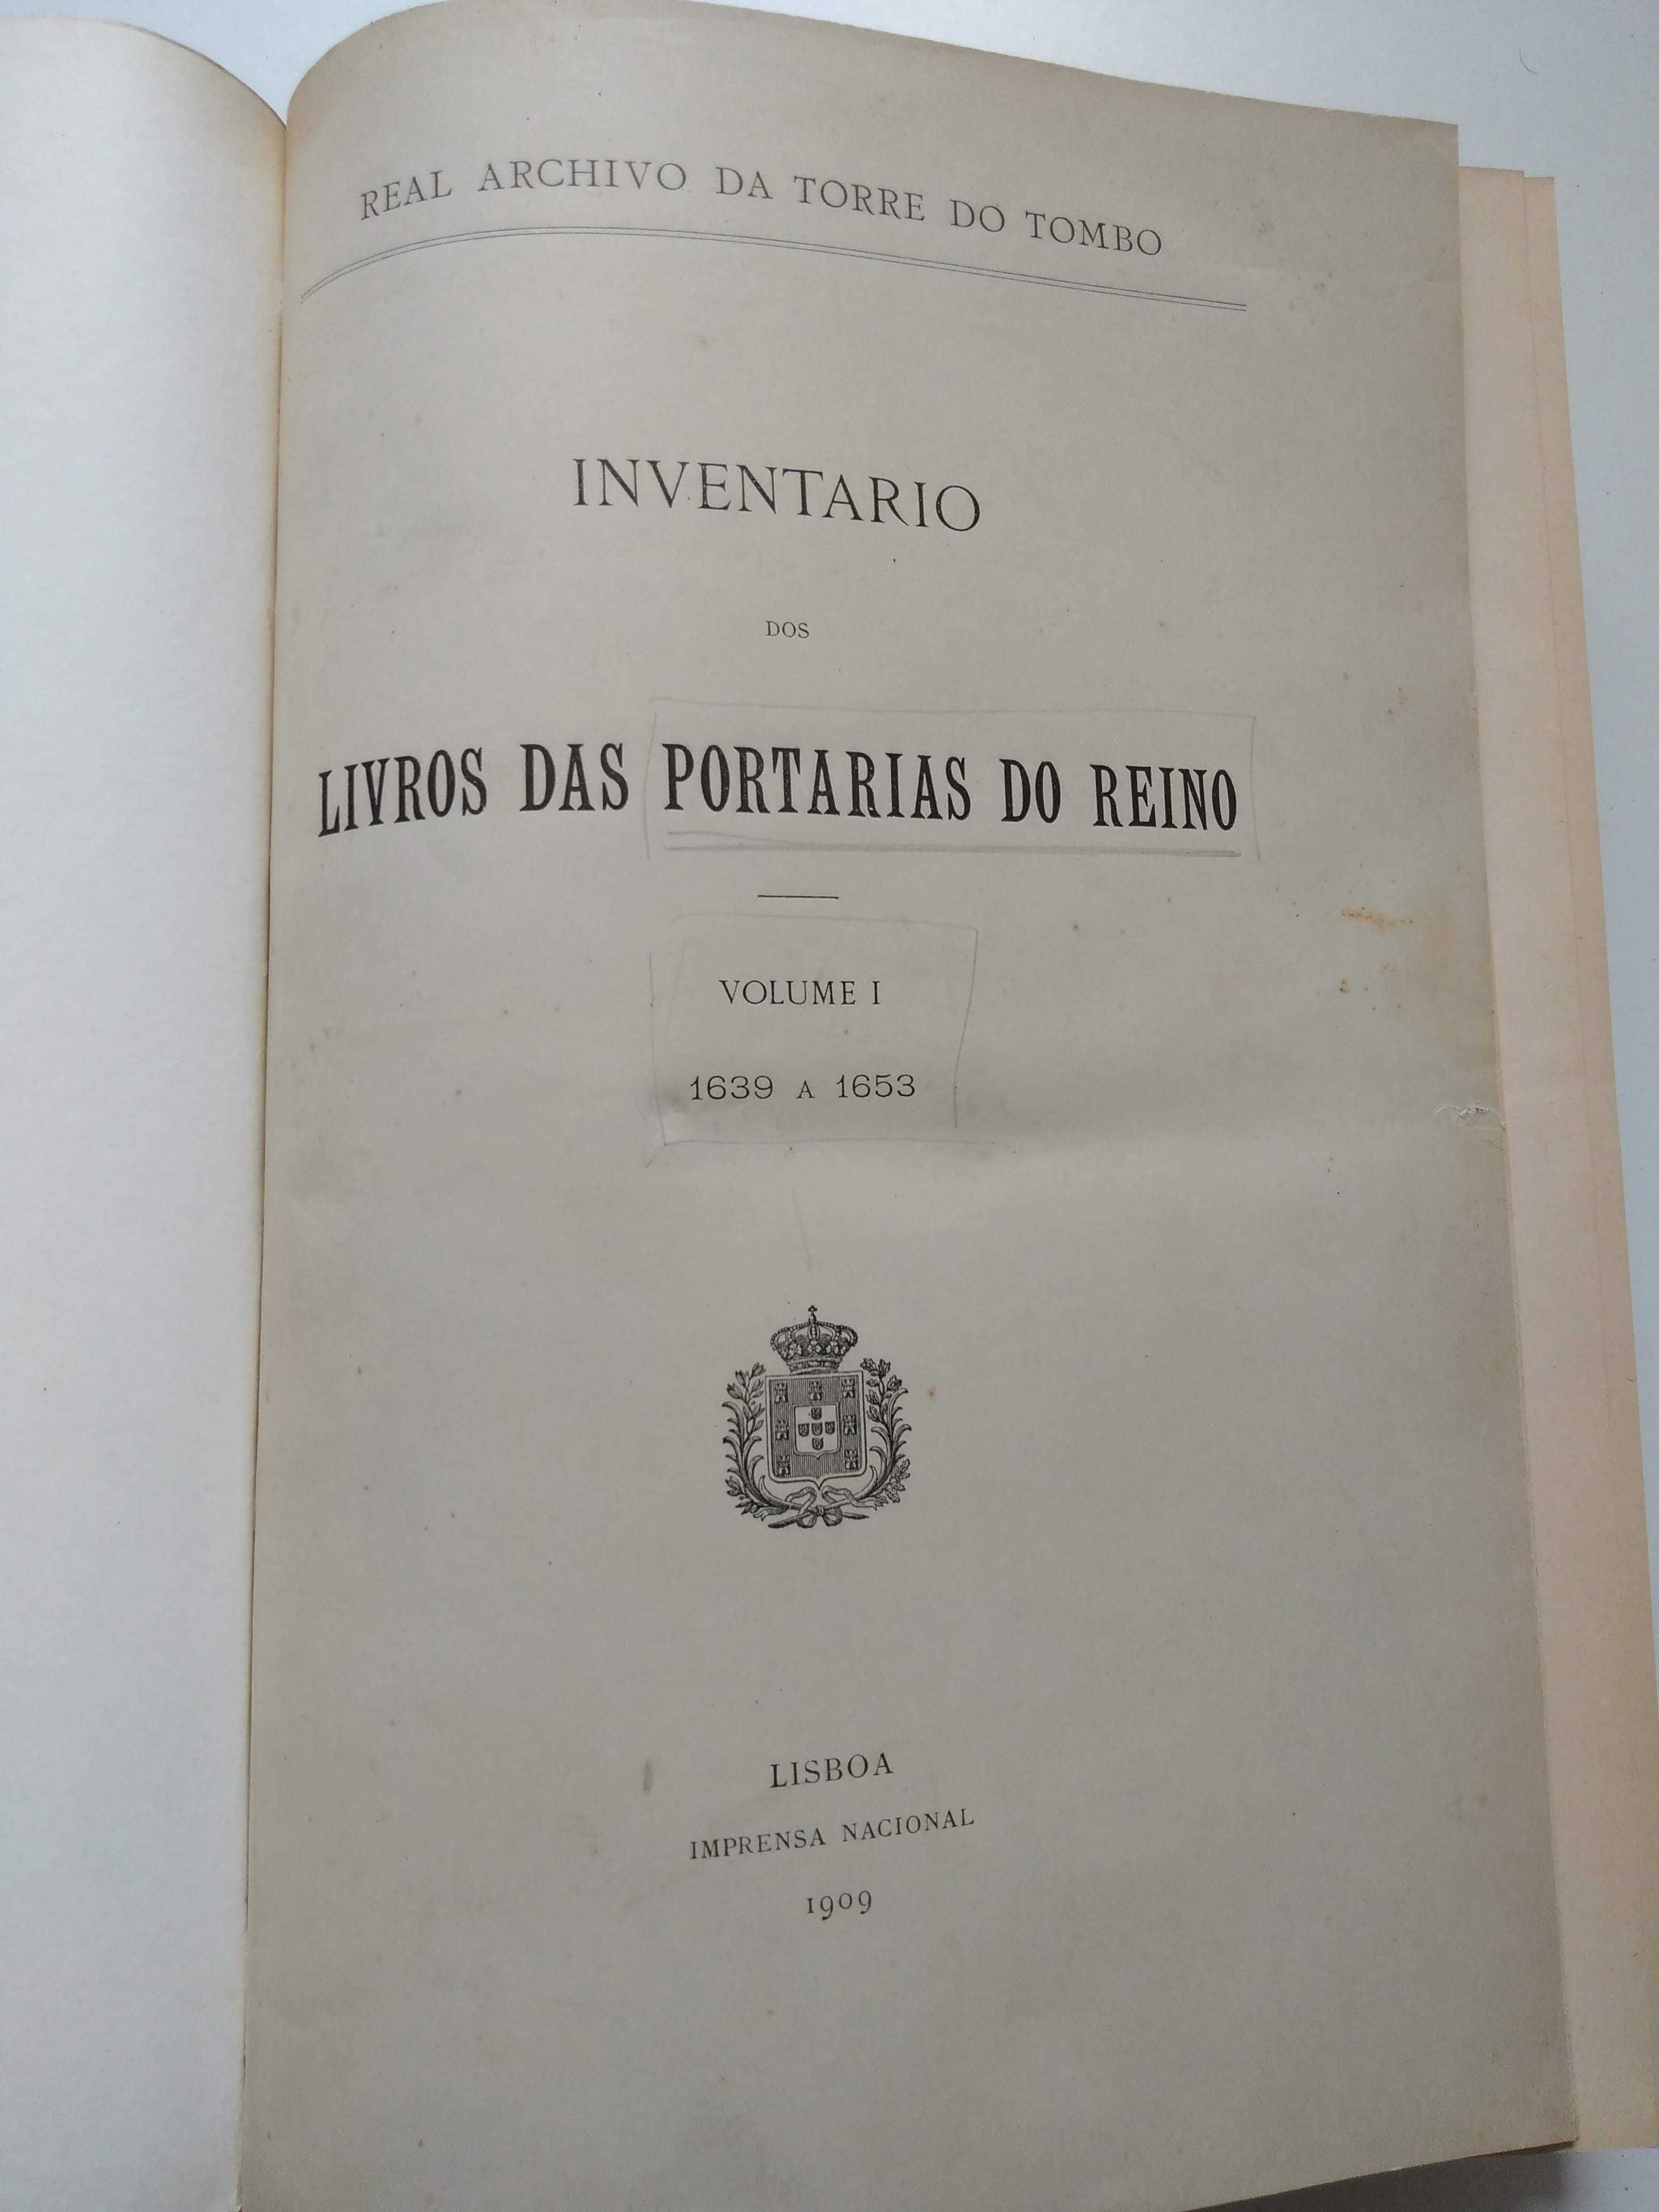 REAL ARCHIVO DA TORRE DO TOMBO
INVENTARIO
DOS
LIVROS DAS PORTARIAS DO REINO
VOLUME I
1639 A 1653
LISBOA
IMPRENSA NACIONAL
1909